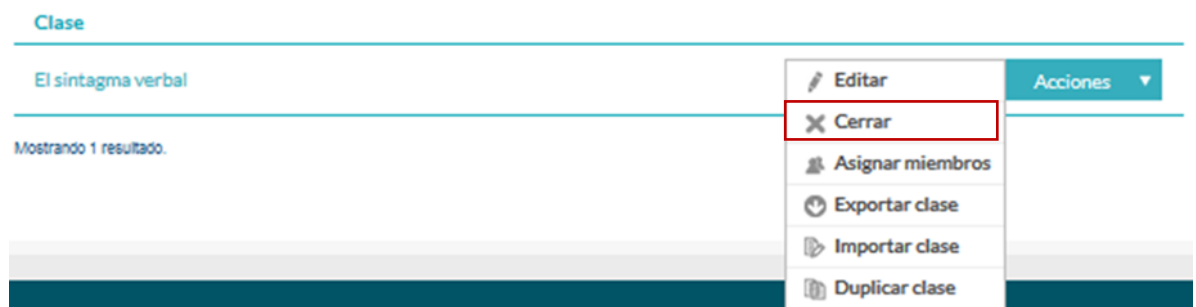 Clase
El sintagma verbal
Editar
Acciones
Cerrar
Mostrando 1 resultado.
Asignar miembros
Exportar clase
Importar clase
Duplicar clase